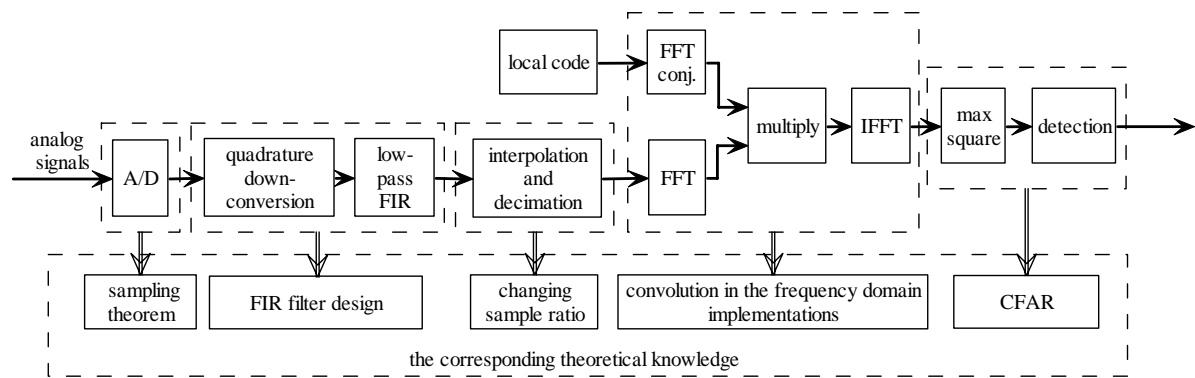 local code
FFT
conj.
multiply
IFFT
max
square
detection
analog
signals
A/D
quadrature
down-
conversion
low-
pass
FIR
interpolation
and
decimation
FFT
sampling
theorem
FIR filter design
changing
sample ratio
convolution in the frequency domain
implementations
CFAR
the corresponding theoretical knowledge